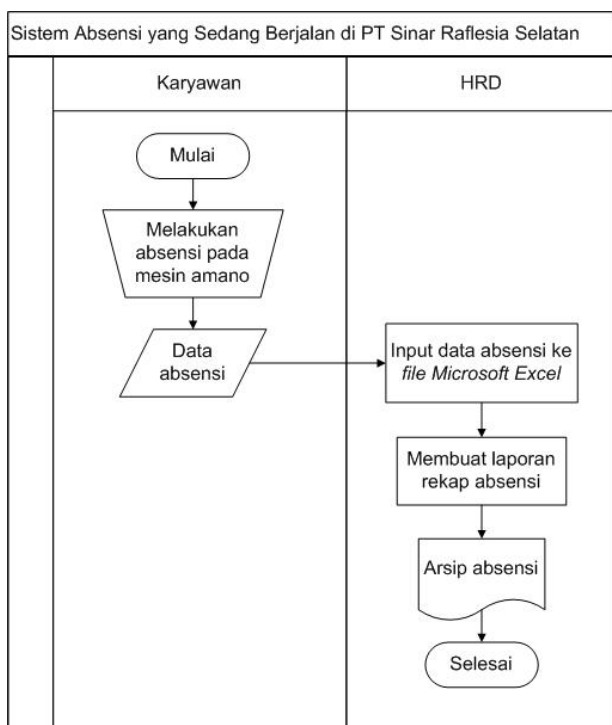 Sistem Absensi yang Sedang Berjalan di PT Sinar Raflesia Selatan
Karyawan
HRD
Mulai
Melakukan
absensi pada
mesin amano
Data
absensi
Input data absensi ke
file Microsoft Excel
Membuat laporan
rekap absensi
Arsip absensi
Selesai